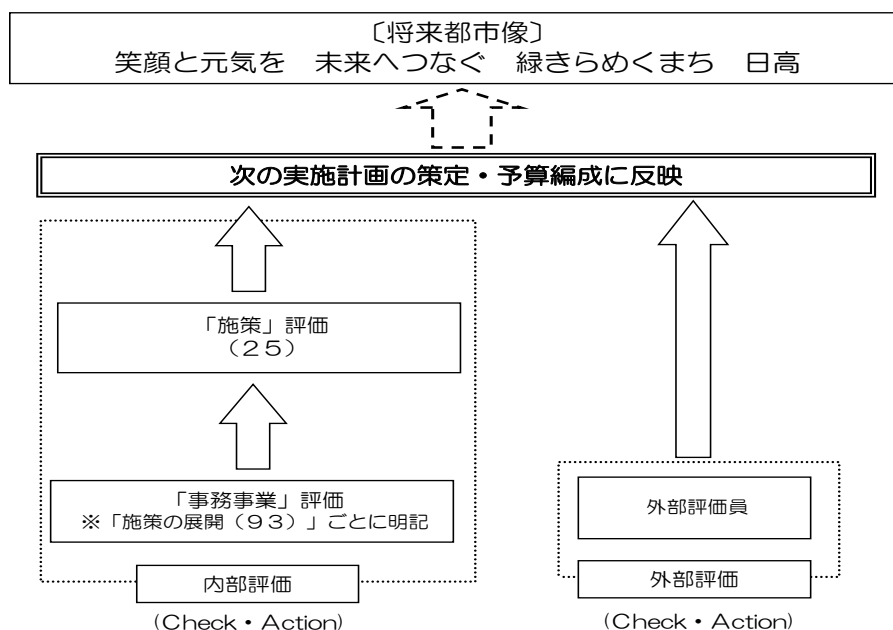 〔将来都市像〕
笑顔と元気を　未来へつなぐ　緑きらめくまち　日高
次の実施計画の策定・予算編成に反映
「施策」評価
（２５）
「事務事業」評価
※「施策の展開（９３）」ごとに明記
内部評価
(Check・Action)
外部評価員
外部評価
(Check・Action)